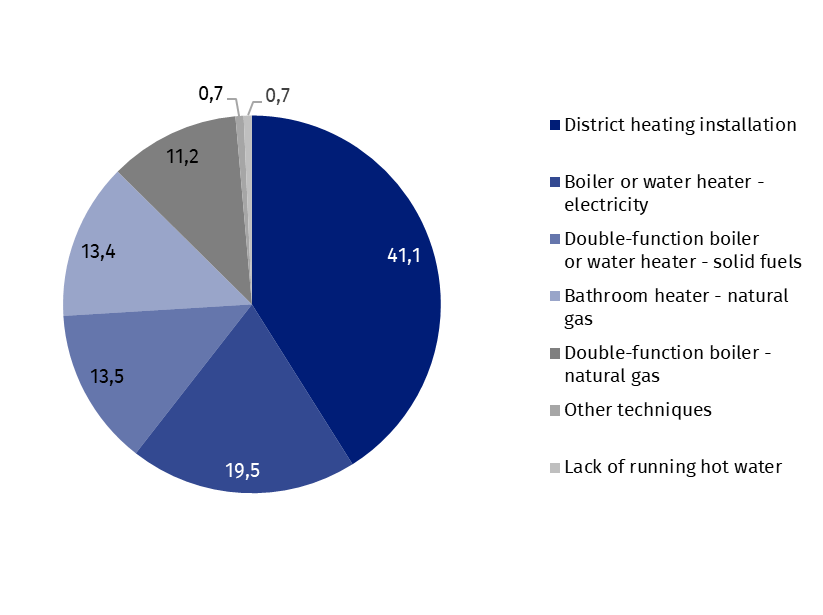 0,7
0,7
11,2
13,4
41,1
13,5
19,5
District heating installation
Boiler or water heater -
electricity
Double-function boiler
or water heater - solid fuels
Bathroom heater - natural
gas
Double-function boiler -
natural gas
Other techniques
Lack of running hot water